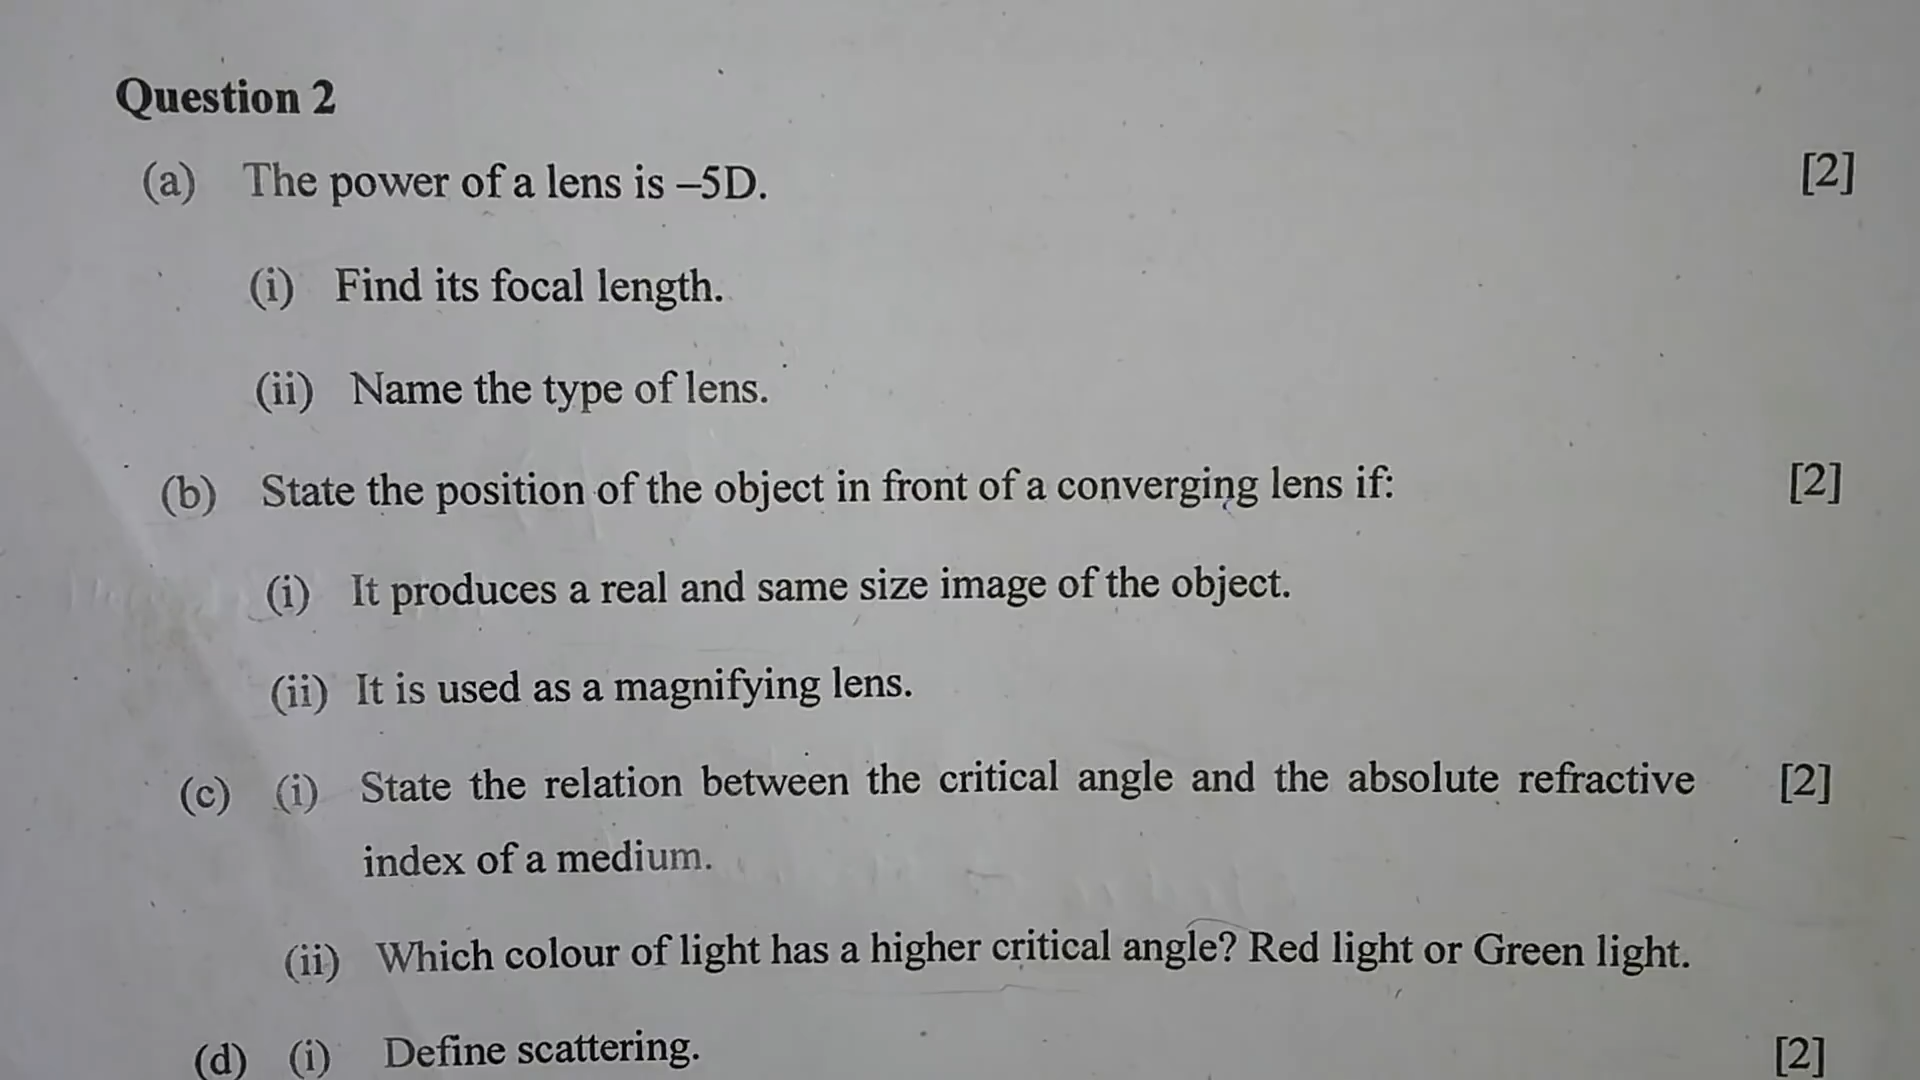 Question 2
(a) The power of a lens is –5D. [2]
(i) Find its focal length.
(ii) Name the type of lens.
(b) State the position of the object in front of a converging lens if: [2]
(i) It produces a real and same size image of the object.
(ii) It is used as a magnifying lens.
(c) (i) State the relation between the critical angle and the absolute refractive [2]
index of a medium.
(ii) Which colour of light has a higher critical angle? Red light or Green light.
(d) (i) Define scattering. [2]